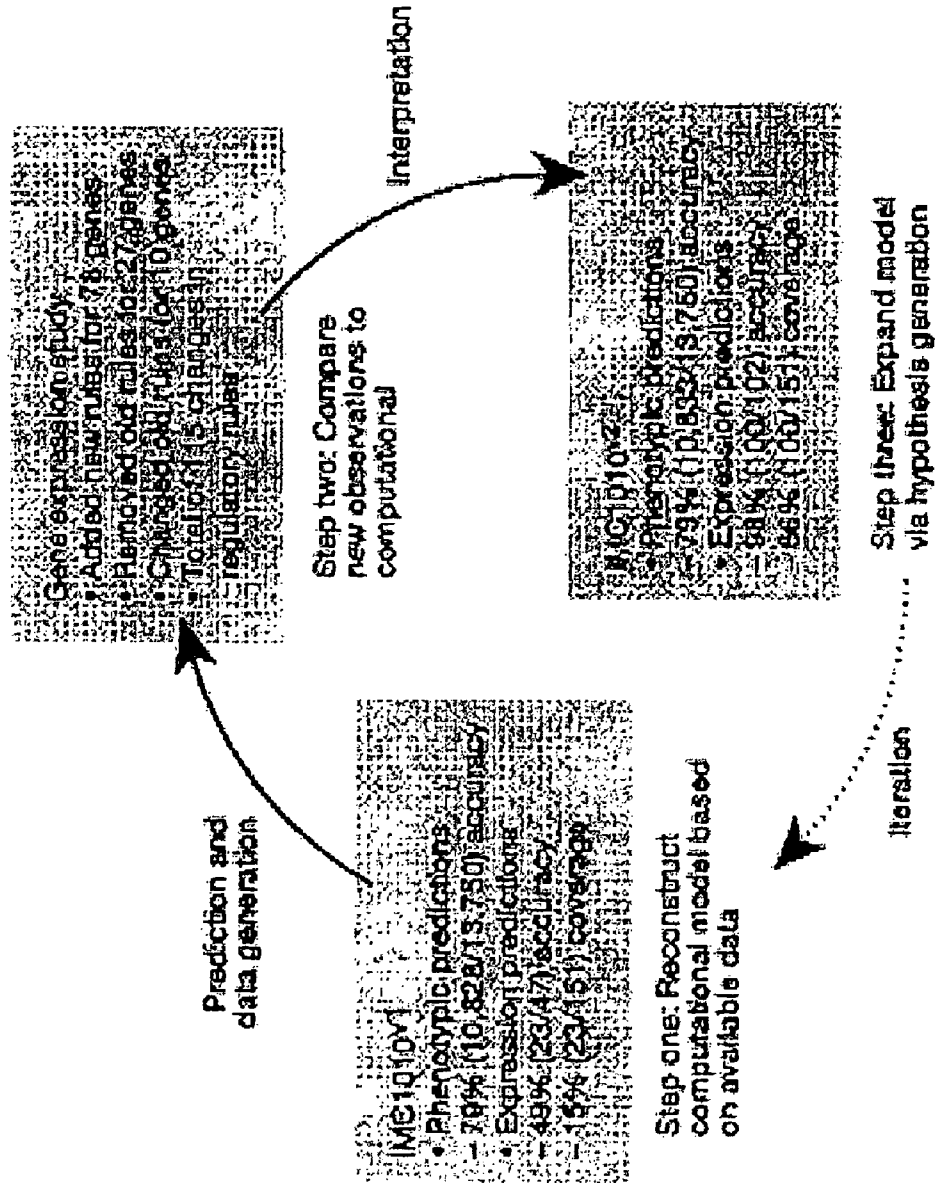 Prediction and
data generation
iMC1010v1
• Phenotypic predictions
– 79% (10,828/13,750) accuracy
• Expression predictions
– 49% (23/47) accuracy
– 15% (23/151) coverage
Step one: Reconstruct
computational model based
on available data
Gene expression study
• Added new rules for 78 genes
• Removed old rules for 27 genes
• Changed old rules for 10 genes
• Total of 115 changes in
regulatory rules
Step two: Compare
new observations to
computational
Interpretation
iMC1010v2
• phenotypic predictions
– 79% (10,833/13,750) accuracy
• Expression predictions
– 98% (100/102) accuracy
– 66% (100/151) coverage
Step three: Expand model
via hypothesis generation
Iteration